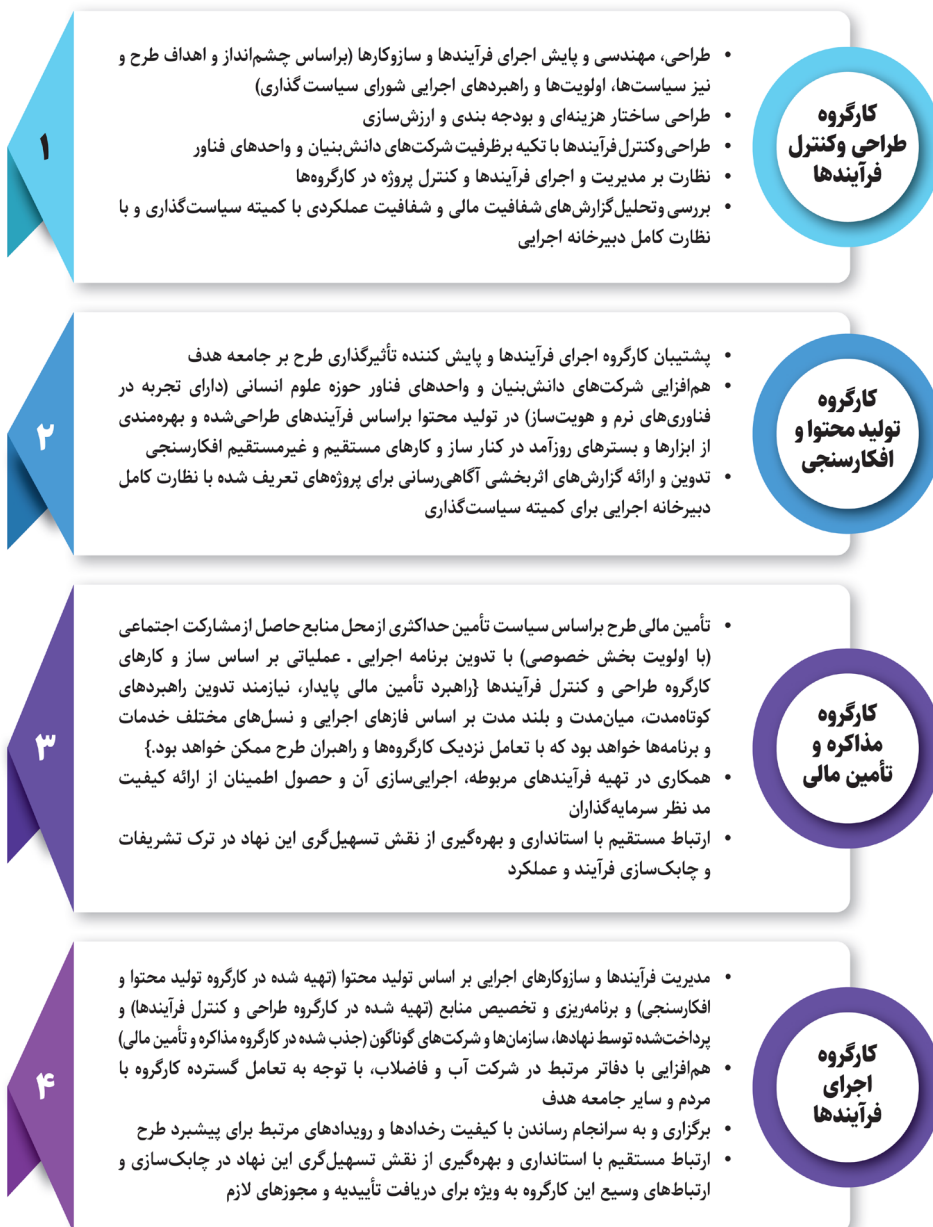 کارگروه
طراحی وکنترل
فرآیندها
• طراحی، مهندسی و پایش اجرای فرآیندها و سازوکارها (براساس چشم‌انداز و اهداف طرح و
نیز سیاست‌ها، اولویت‌ها و راهبردهای اجرایی شورای سیاست گذاری)
• طراحی ساختار هزینه‌ای و بودجه بندی و ارزش‌سازی
• طراحی وکنترل فرآیندها با تکیه برظرفیت شرکت‌های دانش‌بنیان و واحدهای فناور
• نظارت بر مدیریت و اجرای فرآیندها و کنترل پروژه در کارگروه‌ها
• بررسی وتحلیل گزارش‌های شفافیت مالی و شفافیت عملکردی با کمیته سیاست‌گذاری و با
نظارت کامل دبیرخانه اجرایی
۱
کارگروه
تولید محتوا و
افکارسنجی
• پشتیبان کارگروه اجرای فرآیندها و پایش کننده تأثیرگذاری طرح بر جامعه هدف
• هم‌افزایی شرکت‌های دانش‌بنیان و واحدهای فناور حوزه علوم انسانی (دارای تجربه در
فناوری‌های نرم و هویت‌ساز) در تولید محتوا براساس فرآیندهای طراحی‌شده و بهره‌مندی
از ابزارها و بسترهای روزآمد در کنار ساز و کارهای مستقیم و غیرمستقیم افکارسنجی
• تدوین و ارائه گزارش‌های اثربخشی آگاهی‌رسانی برای پروژه‌های تعریف شده با نظارت کامل
دبیرخانه اجرایی برای کمیته سیاست‌گذاری
۲
کارگروه
مذاکره و
تأمین مالی
• تأمین مالی طرح براساس سیاست تأمین حداکثری ازمحل منابع حاصل ازمشارکت اجتماعی
(با اولویت بخش خصوصی) با تدوین برنامه اجرایی ـ عملیاتی بر اساس ساز و کارهای
کارگروه طراحی و کنترل فرآیندها {راهبرد تأمین مالی پایدار، نیازمند تدوین راهبردهای
کوتاه‌مدت، میان‌مدت و بلند مدت بر اساس فازهای اجرایی و نسل‌های مختلف خدمات
و برنامه‌ها خواهد بود که با تعامل نزدیک کارگروه‌ها و راهبران طرح ممکن خواهد بود.}
• همکاری در تهیه فرآیندهای مربوطه، اجرایی‌سازی آن و حصول اطمینان از ارائه کیفیت
مد نظر سرمایه‌گذاران
• ارتباط مستقیم با استانداری و بهره‌گیری از نقش تسهیل‌گری این نهاد در ترک تشریفات
و چابک‌سازی فرآیند و عملکرد
۳
کارگروه
اجرای
فرآیندها
• مدیریت فرآیندها و سازوکارهای اجرایی بر اساس تولید محتوا (تهیه شده در کارگروه تولید محتوا و
افکارسنجی) و برنامه‌ریزی و تخصیص منابع (تهیه شده در کارگروه طراحی و کنترل فرآیندها) و
پرداخت‌شده توسط نهادها، سازمان‌ها و شرکت‌های گوناگون (جذب شده در کارگروه مذاکره و تأمین مالی)
• هم‌افزایی با دفاتر مرتبط در شرکت آب و فاضلاب، با توجه به تعامل گسترده کارگروه با
مردم و سایر جامعه هدف
• برگزاری و به سرانجام رساندن با کیفیت رخدادها و رویدادهای مرتبط برای پیشبرد طرح
• ارتباط مستقیم با استانداری و بهره‌گیری از نقش تسهیل‌گری این نهاد در چابک‌سازی و
ارتباط‌های وسیع این کارگروه به ویژه برای دریافت تأییدیه و مجوزهای لازم
۴